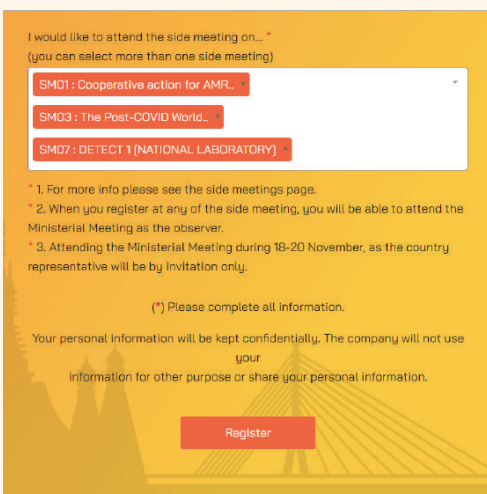 I would like to attend the side meeting on... *
(you can select more than one side meeting)
SM01 : Cooperative action for AMR.. ×
SM03 : The Post-COVID World.. ×
SM07 : DETECT 1 (NATIONAL LABORATORY) ×
* 1. For more info please see the side meetings page.
* 2. When you register at any of the side meeting, you will be able to attend the
Ministerial Meeting as the observer.
* 3. Attending the Ministerial Meeting during 18-20 November, as the country
representative will be by invitation only.
(*) Please complete all information.
Your personal information will be kept confidentially. The company will not use
your
information for other purpose or share your personal information.
Register